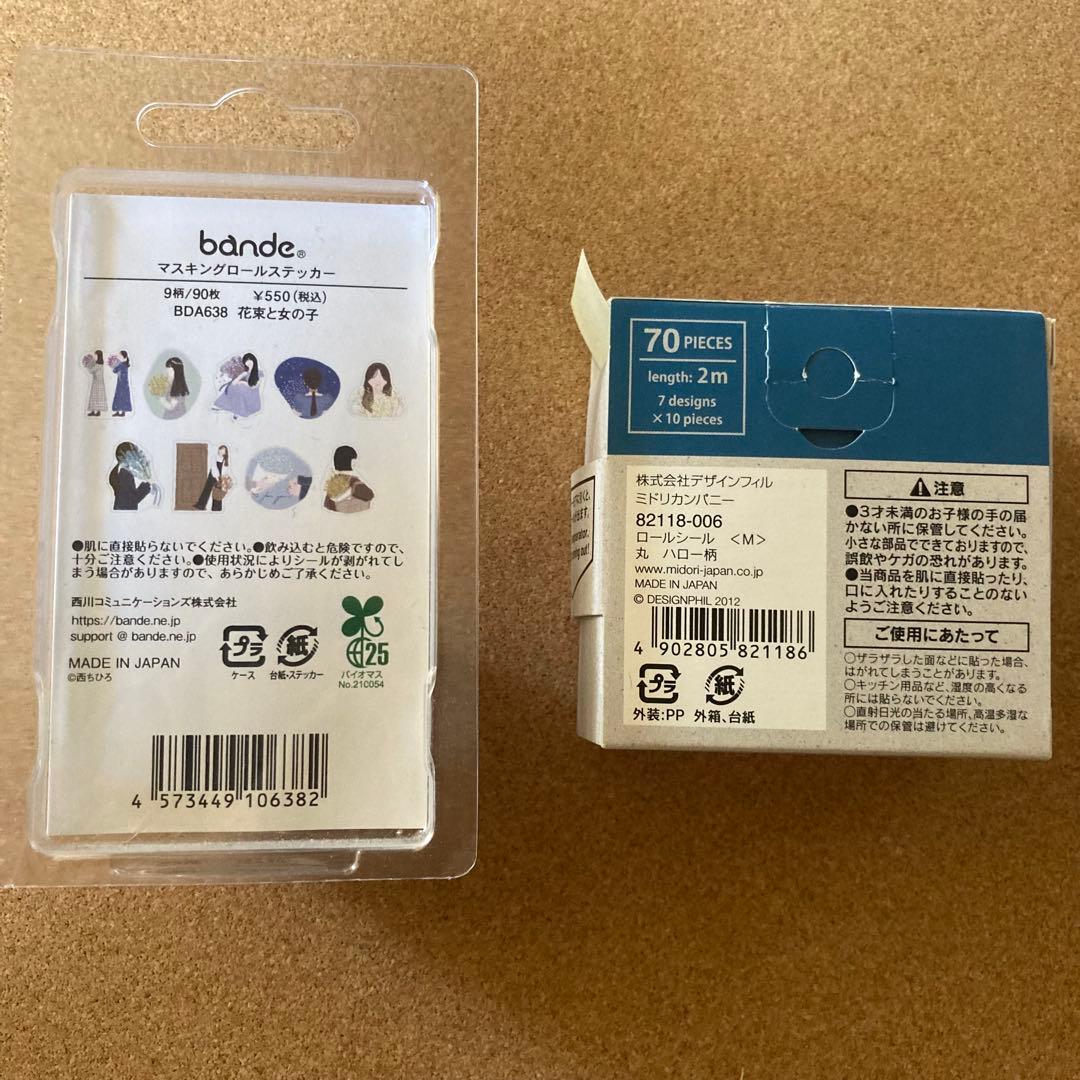 bande®
マスキングロールステッカー
9柄/90枚 ¥550(税込)
BDA638 花束と女の子
●肌に直接貼らないでください。●飲み込むと危険ですので、
十分ご注意ください。●使用状況によりシールが剥がれてし
まう場合がありますので、あらかじめご了承ください。
西川コミュニケーションズ株式会社
https://bande.ne.jp
support @ bande.ne.jp
MADE IN JAPAN
©西ちひろ
プラ
ケース
紙
台紙・ステッカー
25
バイオマス
No.210054
4 573449 106382
70 PIECES
length: 2m
7 designs
× 10 pieces
株式会社デザインフィル
ミドリカンパニー
82118-006
ロールシール <M>
丸 ハロー柄
www.midori-japan.co.jp
MADE IN JAPAN
© DESIGNPHIL 2012
4 902805 821186
プラ
外装:PP
紙
外箱、台紙
注意
●3才未満のお子様の手の届
かない所に保管してください。
小さな部品でできておりますので、
誤飲やケガの恐れがあります。
●当商品を肌に直接貼ったり、
口に入れたりすることのない
ようご注意ください。
ご使用にあたって
○ザラザラした面などに貼った場合、
はがれてしまうことがあります。
○キッチン用品など、湿度の高くなる
所には貼らないでください。
○直射日光の当たる場所、高温多湿な
場所での保管は避けてください。